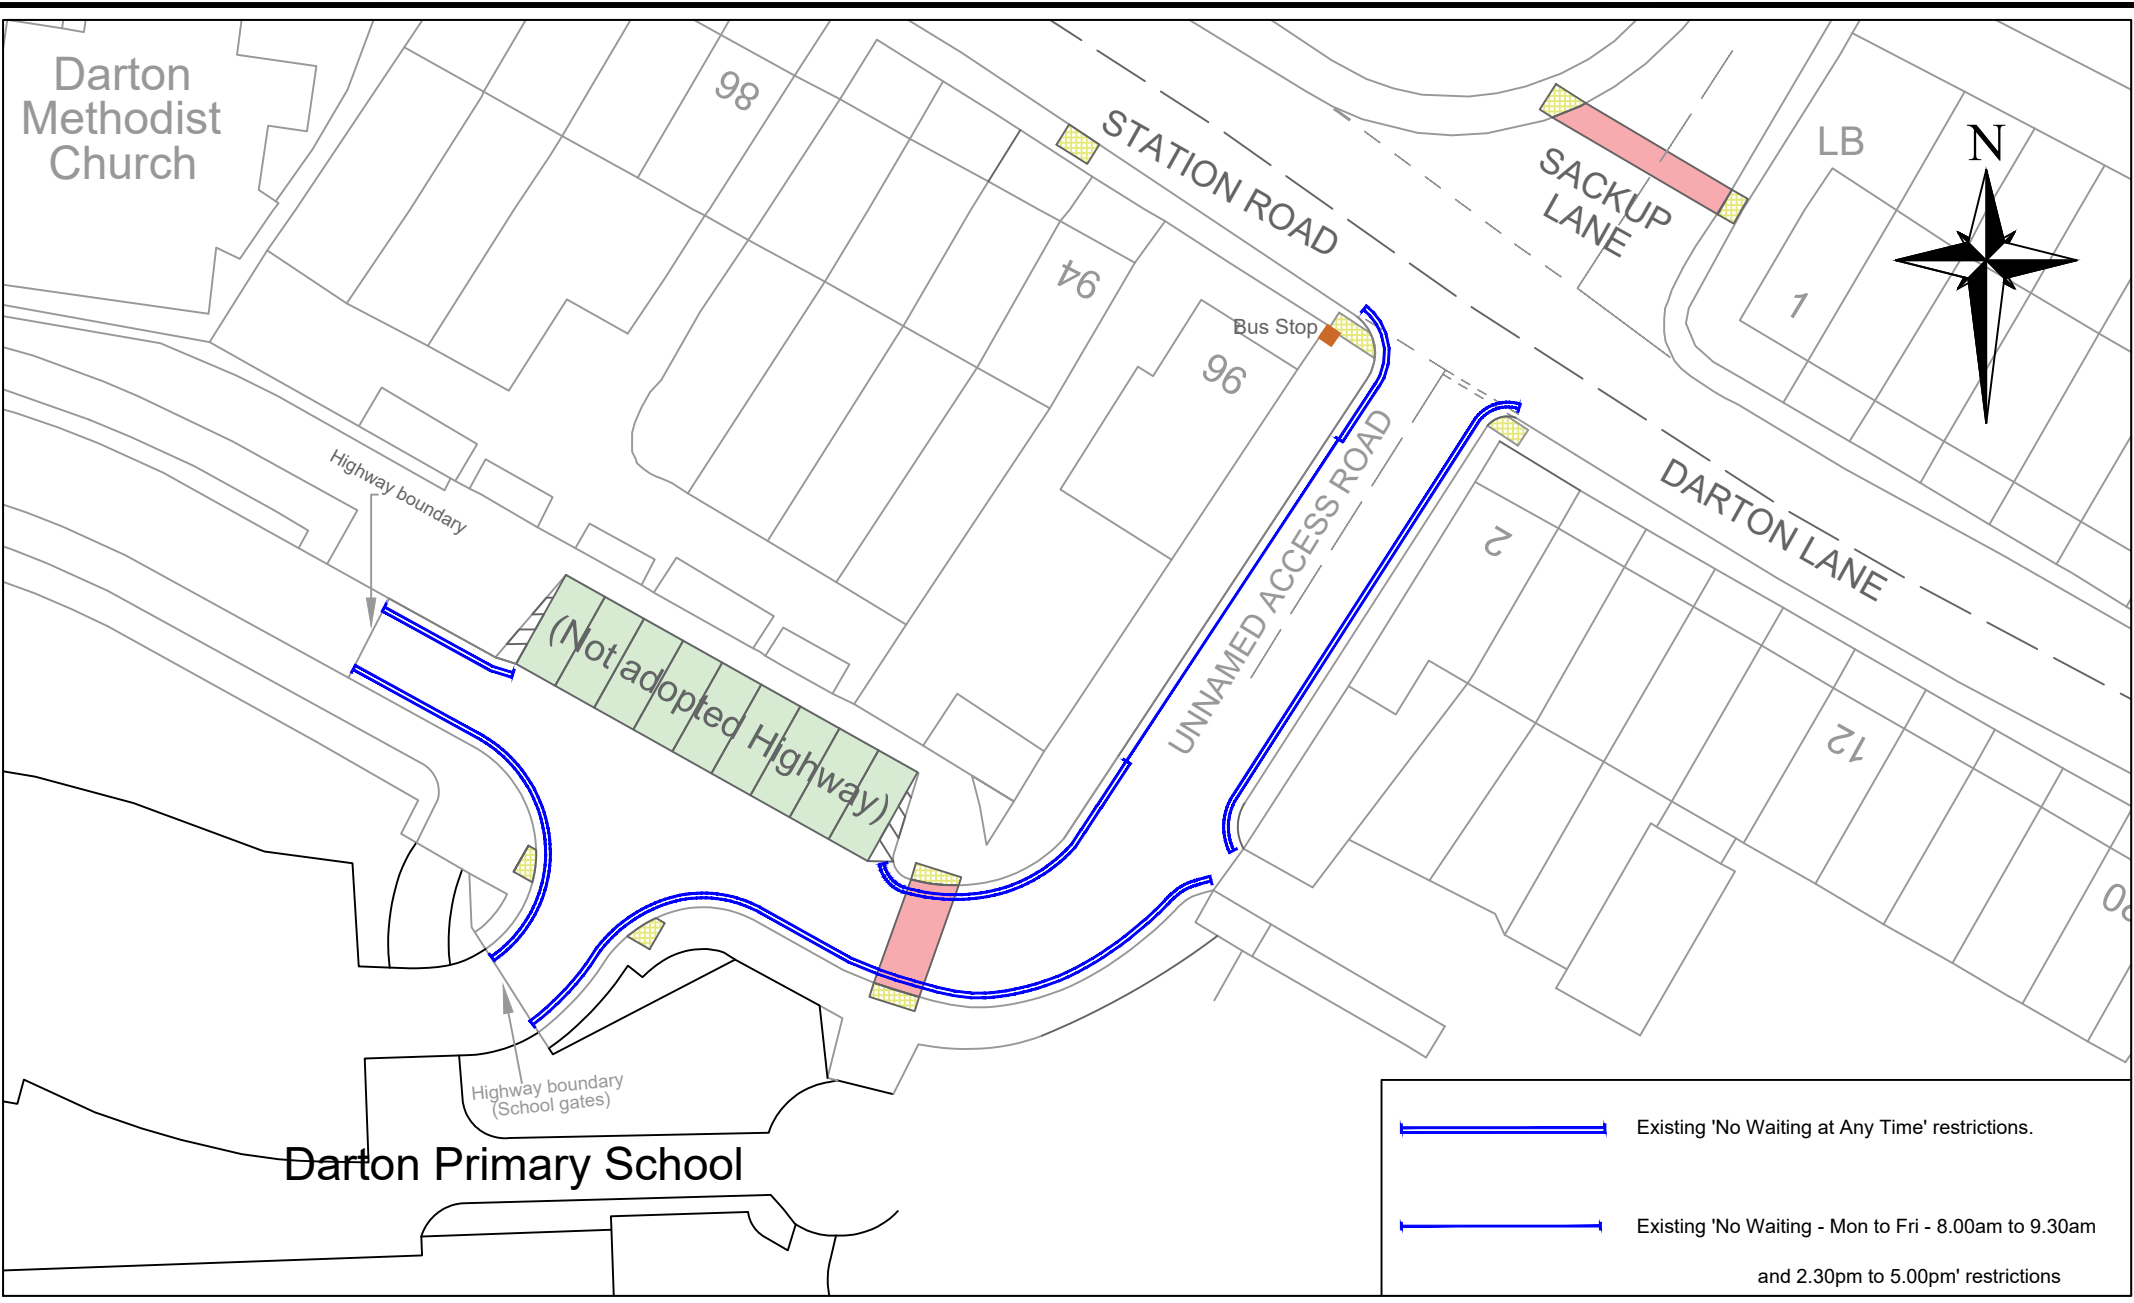 Darton
Methodist
Church
98
STATION ROAD
SACKUP
LANE
LB
N
94
1
Bus Stop
96
Highway boundary
UNNAMED ACCESS ROAD
2
DARTON LANE
(Not adopted Highway)
12
Highway boundary
(School gates)
Darton Primary School
Existing 'No Waiting at Any Time' restrictions.
Existing 'No Waiting - Mon to Fri - 8.00am to 9.30am
and 2.30pm to 5.00pm' restrictions